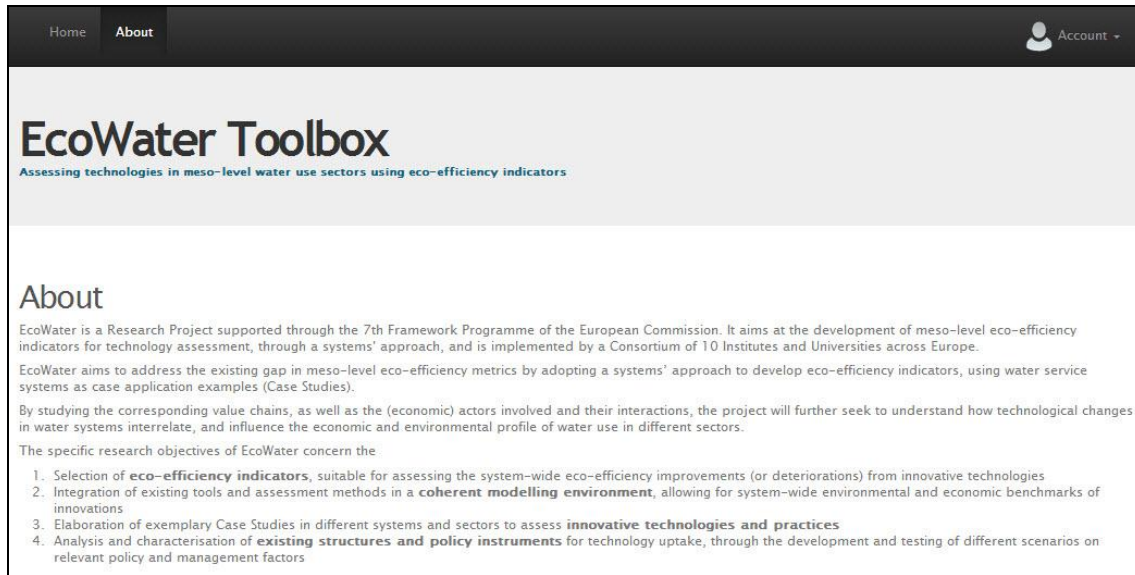 Home About Account
EcoWater Toolbox
Assessing technologies in meso-level water use sectors using eco-efficiency indicators
About
EcoWater is a Research Project supported through the 7th Framework Programme of the European Commission. It aims at the development of meso-level eco-efficiency
indicators for technology assessment, through a systems' approach, and is implemented by a Consortium of 10 Institutes and Universities across Europe.
EcoWater aims to address the existing gap in meso-level eco-efficiency metrics by adopting a systems' approach to develop eco-efficiency indicators, using water service
systems as case application examples (Case Studies).
By studying the corresponding value chains, as well as the (economic) actors involved and their interactions, the project will further seek to understand how technological changes
in water systems interrelate, and influence the economic and environmental profile of water use in different sectors.
The specific research objectives of EcoWater concern the
1. Selection of eco-efficiency indicators, suitable for assessing the system-wide eco-efficiency improvements (or deteriorations) from innovative technologies
2. Integration of existing tools and assessment methods in a coherent modelling environment, allowing for system-wide environmental and economic benchmarks of
innovations
3. Elaboration of exemplary Case Studies in different systems and sectors to assess innovative technologies and practices
4. Analysis and characterisation of existing structures and policy instruments for technology uptake, through the development and testing of different scenarios on
relevant policy and management factors